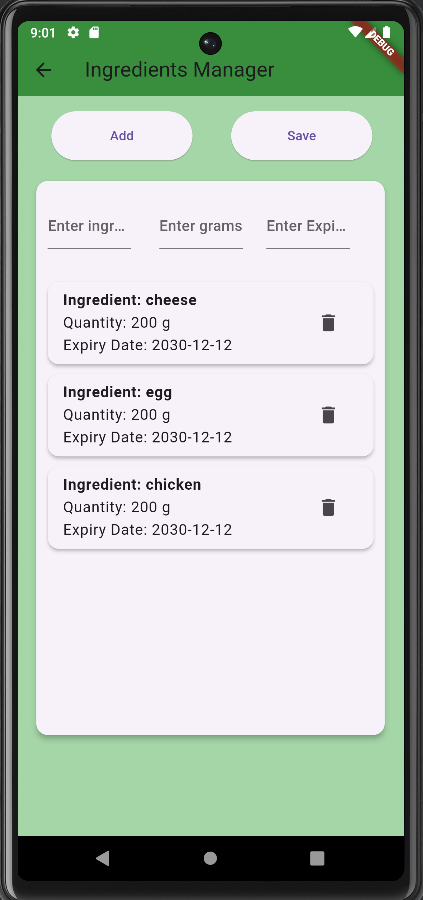 9:01
DEBUG
Ingredients Manager
Add
Save
Enter ingr...
Enter grams
Enter Expi...
Ingredient: cheese
Quantity: 200 g
Expiry Date: 2030-12-12
Ingredient: egg
Quantity: 200 g
Expiry Date: 2030-12-12
Ingredient: chicken
Quantity: 200 g
Expiry Date: 2030-12-12